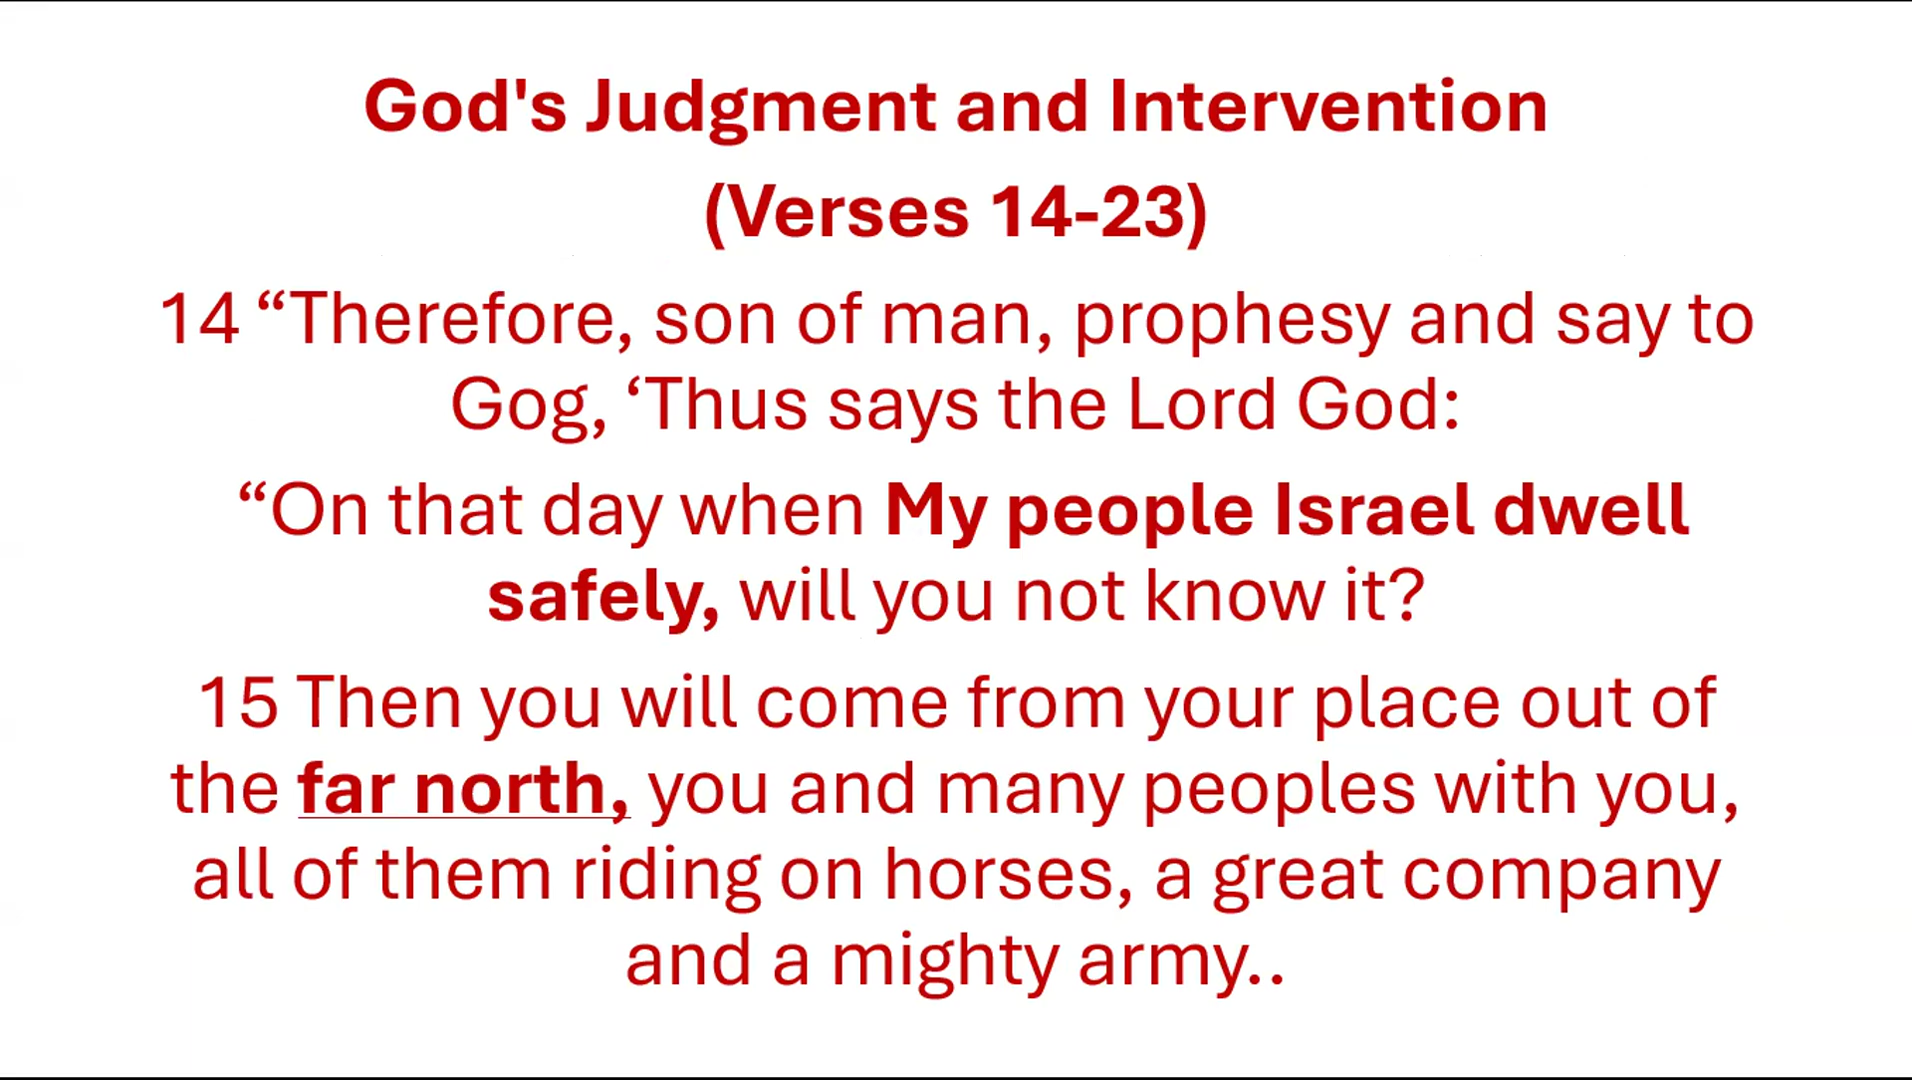 God's Judgment and Intervention
(Verses 14-23)
14 “Therefore, son of man, prophesy and say to
Gog, ‘Thus says the Lord God:
“On that day when My people Israel dwell
safely, will you not know it?
15 Then you will come from your place out of
the far north, you and many peoples with you,
all of them riding on horses, a great company
and a mighty army..